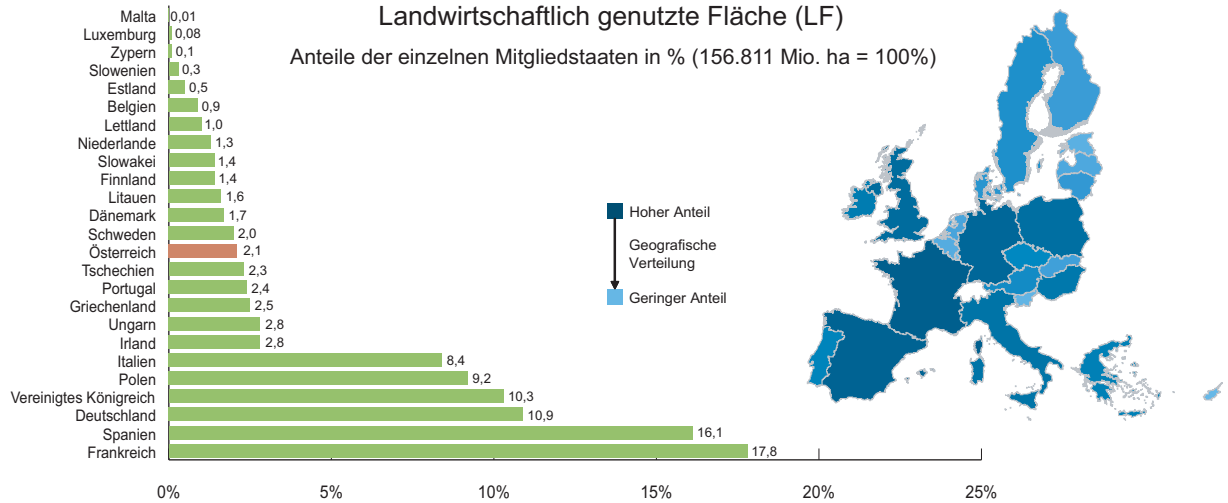 Landwirtschaftlich genutzte Fläche (LF)
Anteile der einzelnen Mitgliedstaaten in % (156.811 Mio. ha = 100%)
Malta 0,01
Luxemburg 0,08
Zypern 0,1
Slowenien 0,3
Estland 0,5
Belgien 0,9
Lettland 1,0
Niederlande 1,3
Slowakei 1,4
Finnland 1,4
Litauen 1,6
Dänemark 1,7
Schweden 2,0
Österreich 2,1
Tschechien 2,3
Portugal 2,4
Griechenland 2,5
Ungarn 2,8
Irland 2,8
Italien 8,4
Polen 9,2
Vereinigtes Königreich 10,3
Deutschland 10,9
Spanien 16,1
Frankreich 17,8
0% 5% 10% 15% 20% 25%
Hoher Anteil
Geografische
Verteilung
Geringer Anteil